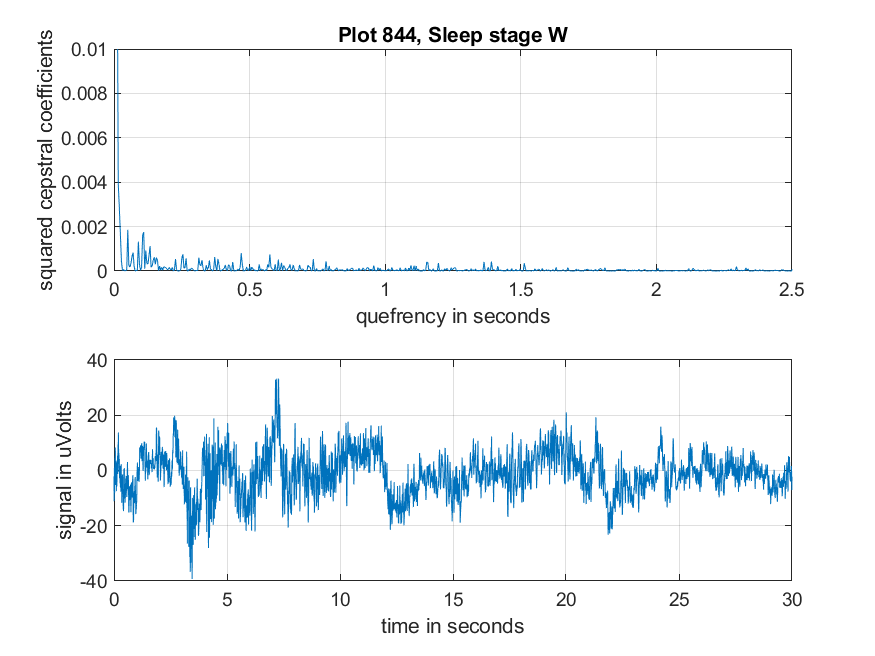 Plot 844, Sleep stage W
squared cepstral coefficients
0.01
0.008
0.006
0.004
0.002
0
0 0.5 1 1.5 2 2.5
quefrency in seconds
signal in uVolts
40
20
0
-20
-40
0 5 10 15 20 25 30
time in seconds